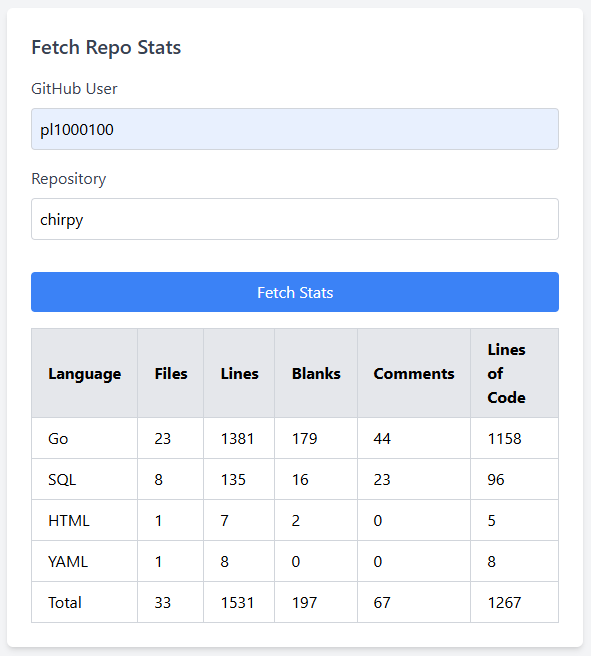 Fetch Repo Stats
GitHub User
pl1000100
Repository
chirpy
Fetch Stats
Language Files Lines Blanks Comments Lines of Code
Go 23 1381 179 44 1158
SQL 8 135 16 23 96
HTML 1 7 2 0 5
YAML 1 8 0 0 8
Total 33 1531 197 67 1267